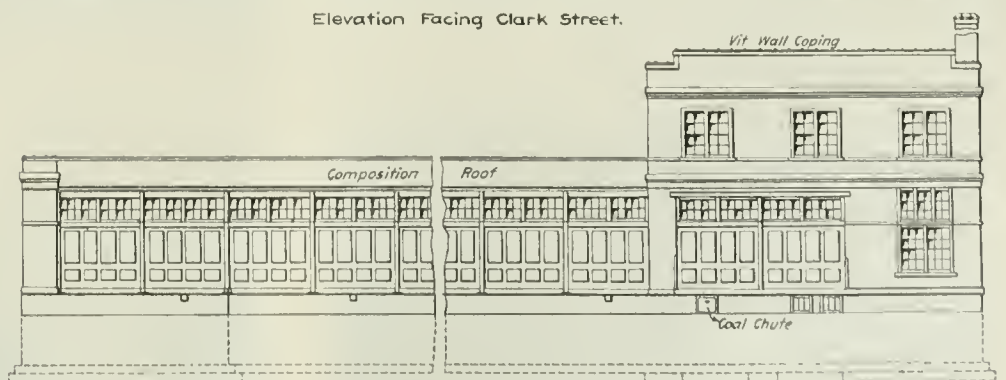 Elevation Facing Clark Street.
Vit Wall Coping
Composition Roof
Coal Chute